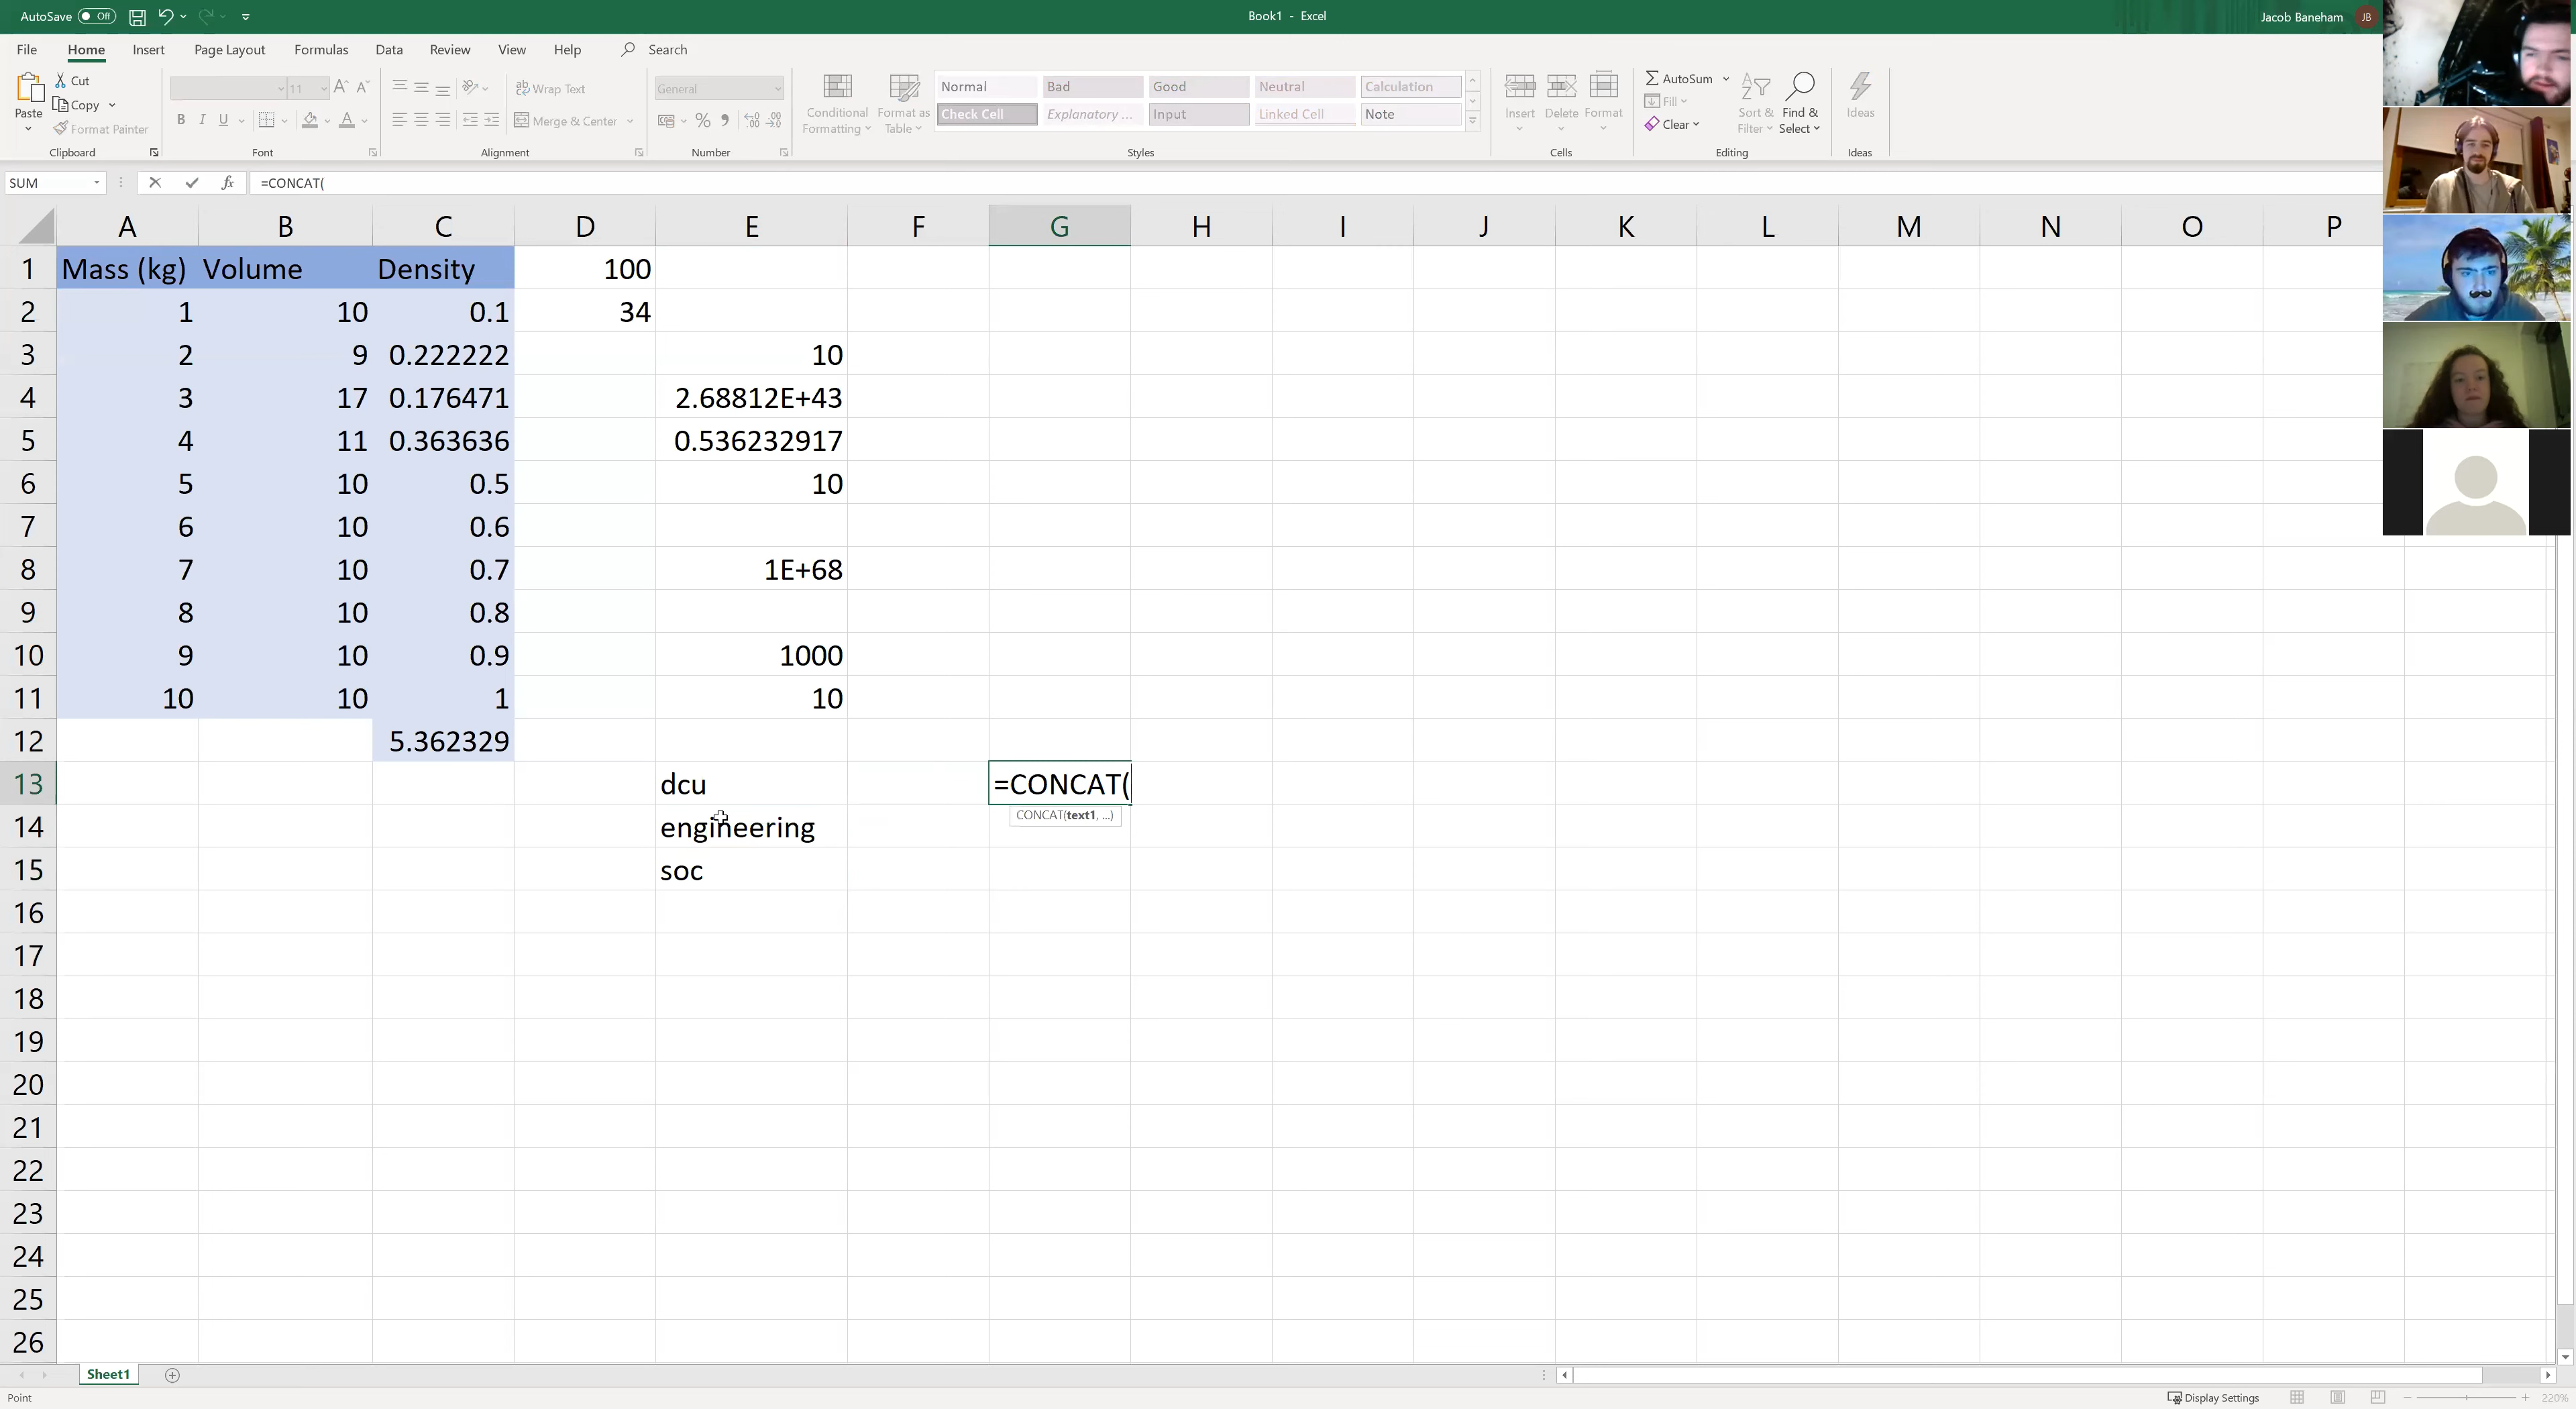 AutoSave Off Book1 - Excel Jacob Baneham JB
File Home Insert Page Layout Formulas Data Review View Help Search
Paste Cut Copy Format Painter Clipboard
11 B I U Font
ab Wrap Text Merge & Center Alignment
General % Number
Conditional Formatting Format as Table
Normal Bad Good Neutral Calculation
Check Cell Explanatory ... Input Linked Cell Note
Styles
Insert Delete Format Cells
AutoSum Fill Clear Sort & Filter Find & Select Editing
Ideas Ideas
SUM fx =CONCAT(
A B C D E F G H I J K L M N O P
1 Mass (kg) Volume Density 100
2 1 10 0.1 34
3 2 9 0.222222 10
4 3 17 0.176471 2.68812E+43
5 4 11 0.363636 0.536232917
6 5 10 0.5 10
7 6 10 0.6
8 7 10 0.7 1E+68
9 8 10 0.8
10 9 10 0.9 1000
11 10 10 1 10
12 5.362329
13 dcu =CONCAT(
CONCAT(text1, ...)
14 engineering
15 soc
16
17
18
19
20
21
22
23
24
25
26
Sheet1
Point Display Settings 220%